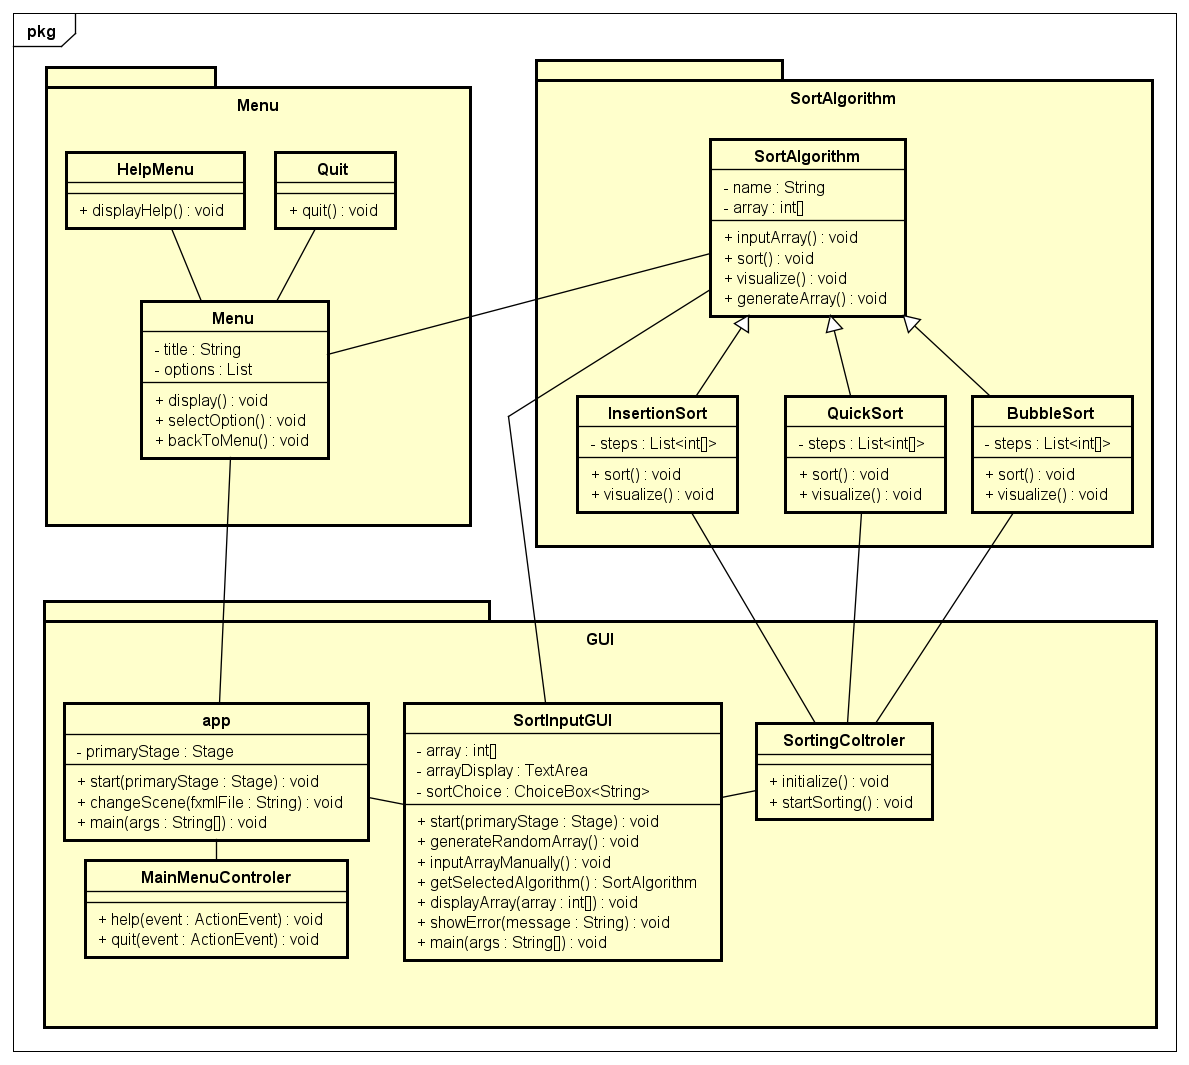 pkg
Menu
HelpMenu
+ displayHelp() : void
Quit
+ quit() : void
Menu
- title : String
- options : List
+ display() : void
+ selectOption() : void
+ backToMenu() : void
SortAlgorithm
SortAlgorithm
- name : String
- array : int[]
+ inputArray() : void
+ sort() : void
+ visualize() : void
+ generateArray() : void
InsertionSort
- steps : List<int[]>
+ sort() : void
+ visualize() : void
QuickSort
- steps : List<int[]>
+ sort() : void
+ visualize() : void
BubbleSort
- steps : List<int[]>
+ sort() : void
+ visualize() : void
GUI
app
- primaryStage : Stage
+ start(primaryStage : Stage) : void
+ changeScene(fxmlFile : String) : void
+ main(args : String[]) : void
MainMenuControler
+ help(event : ActionEvent) : void
+ quit(event : ActionEvent) : void
SortInputGUI
- array : int[]
- arrayDisplay : TextArea
- sortChoice : ChoiceBox<String>
+ start(primaryStage : Stage) : void
+ generateRandomArray() : void
+ inputArrayManually() : void
+ getSelectedAlgorithm() : SortAlgorithm
+ displayArray(array : int[]) : void
+ showError(message : String) : void
+ main(args : String[]) : void
SortingColtroler
+ initialize() : void
+ startSorting() : void